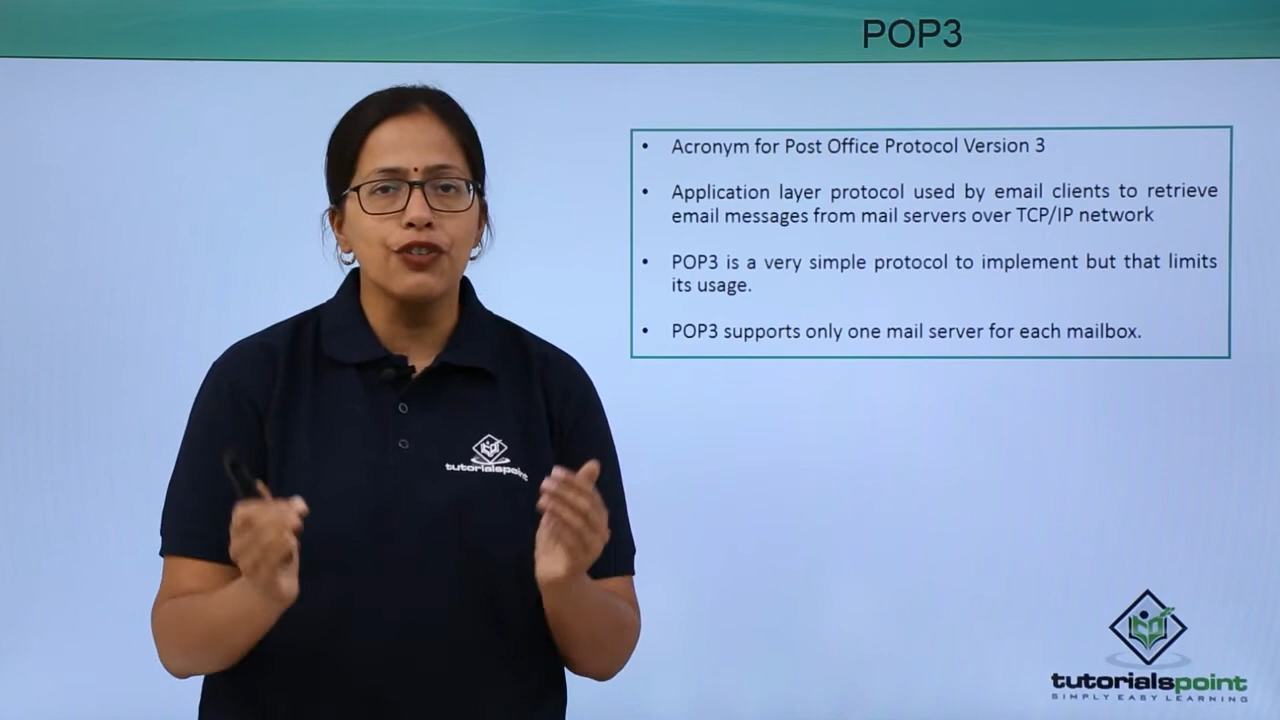 POP3
• Acronym for Post Office Protocol Version 3
• Application layer protocol used by email clients to retrieve
email messages from mail servers over TCP/IP network
• POP3 is a very simple protocol to implement but that limits
its usage.
• POP3 supports only one mail server for each mailbox.
tutorialspoint
tutorialspoint
SIMPLY EASY LEARNING